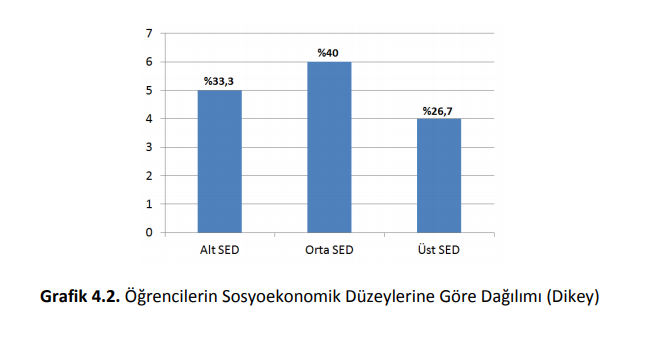 7
6
5
4
3
2
1
0
%33,3
%40
%26,7
Alt SED
Orta SED
Üst SED
Grafik 4.2. Öğrencilerin Sosyoekonomik Düzeylerine Göre Dağılımı (Dikey)